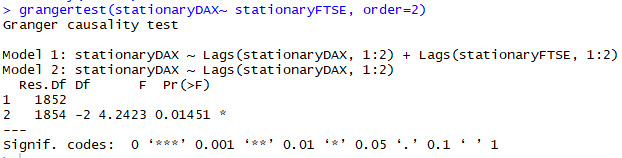 > grangertest(stationaryDAX~ stationaryFTSE, order=2)
Granger causality test

Model 1: stationaryDAX ~ Lags(stationaryDAX, 1:2) + Lags(stationaryFTSE, 1:2)
Model 2: stationaryDAX ~ Lags(stationaryDAX, 1:2)
  Res.Df Df      F  Pr(>F)
1   1852
2   1854 -2 4.2423 0.01451 *
---
Signif. codes:  0 ‘***’ 0.001 ‘**’ 0.01 ‘*’ 0.05 ‘.’ 0.1 ‘ ’ 1